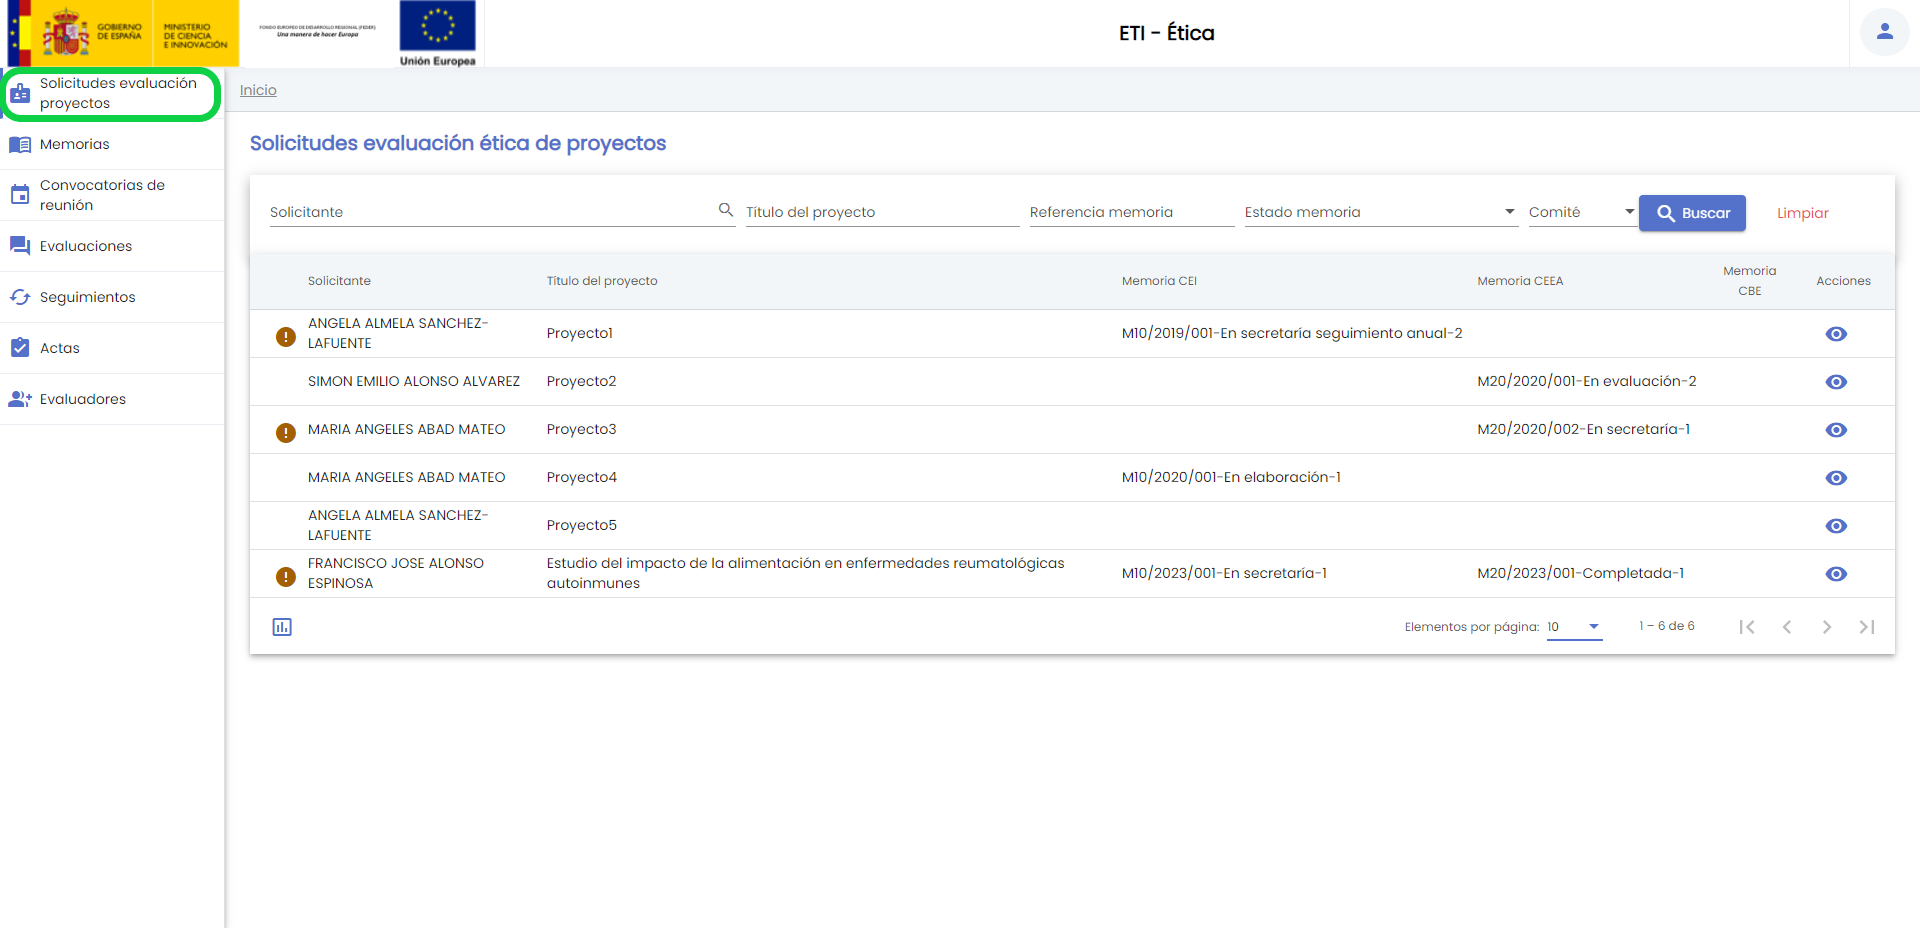 GOBIERNO
DE ESPAÑA
MINISTERIO
DE CIENCIA
E INNOVACIÓN
FONDO EUROPEO DE DESARROLLO REGIONAL (FEDER)
Una manera de hacer Europa
Unión Europea
ETI - Ética
Solicitudes evaluación
proyectos
Memorias
Convocatorias de
reunión
Evaluaciones
Seguimientos
Actas
Evaluadores
Inicio
Solicitudes evaluación ética de proyectos
Solicitante Título del proyecto Referencia memoria Estado memoria Comité Buscar Limpiar
Solicitante Título del proyecto Memoria CEI Memoria CEEA Memoria CBE Acciones
ANGELA ALMELA SANCHEZ-
LAFUENTE
Proyecto1 M10/2019/001-En secretaría seguimiento anual-2
SIMON EMILIO ALONSO ALVAREZ Proyecto2 M20/2020/001-En evaluación-2
MARIA ANGELES ABAD MATEO Proyecto3 M20/2020/002-En secretaría-1
MARIA ANGELES ABAD MATEO Proyecto4 M10/2020/001-En elaboración-1
ANGELA ALMELA SANCHEZ-
LAFUENTE
Proyecto5
FRANCISCO JOSE ALONSO
ESPINOSA
Estudio del impacto de la alimentación en enfermedades reumatológicas
autoinmunes
M10/2023/001-En secretaría-1 M20/2023/001-Completada-1
Elementos por página: 10 1 – 6 de 6